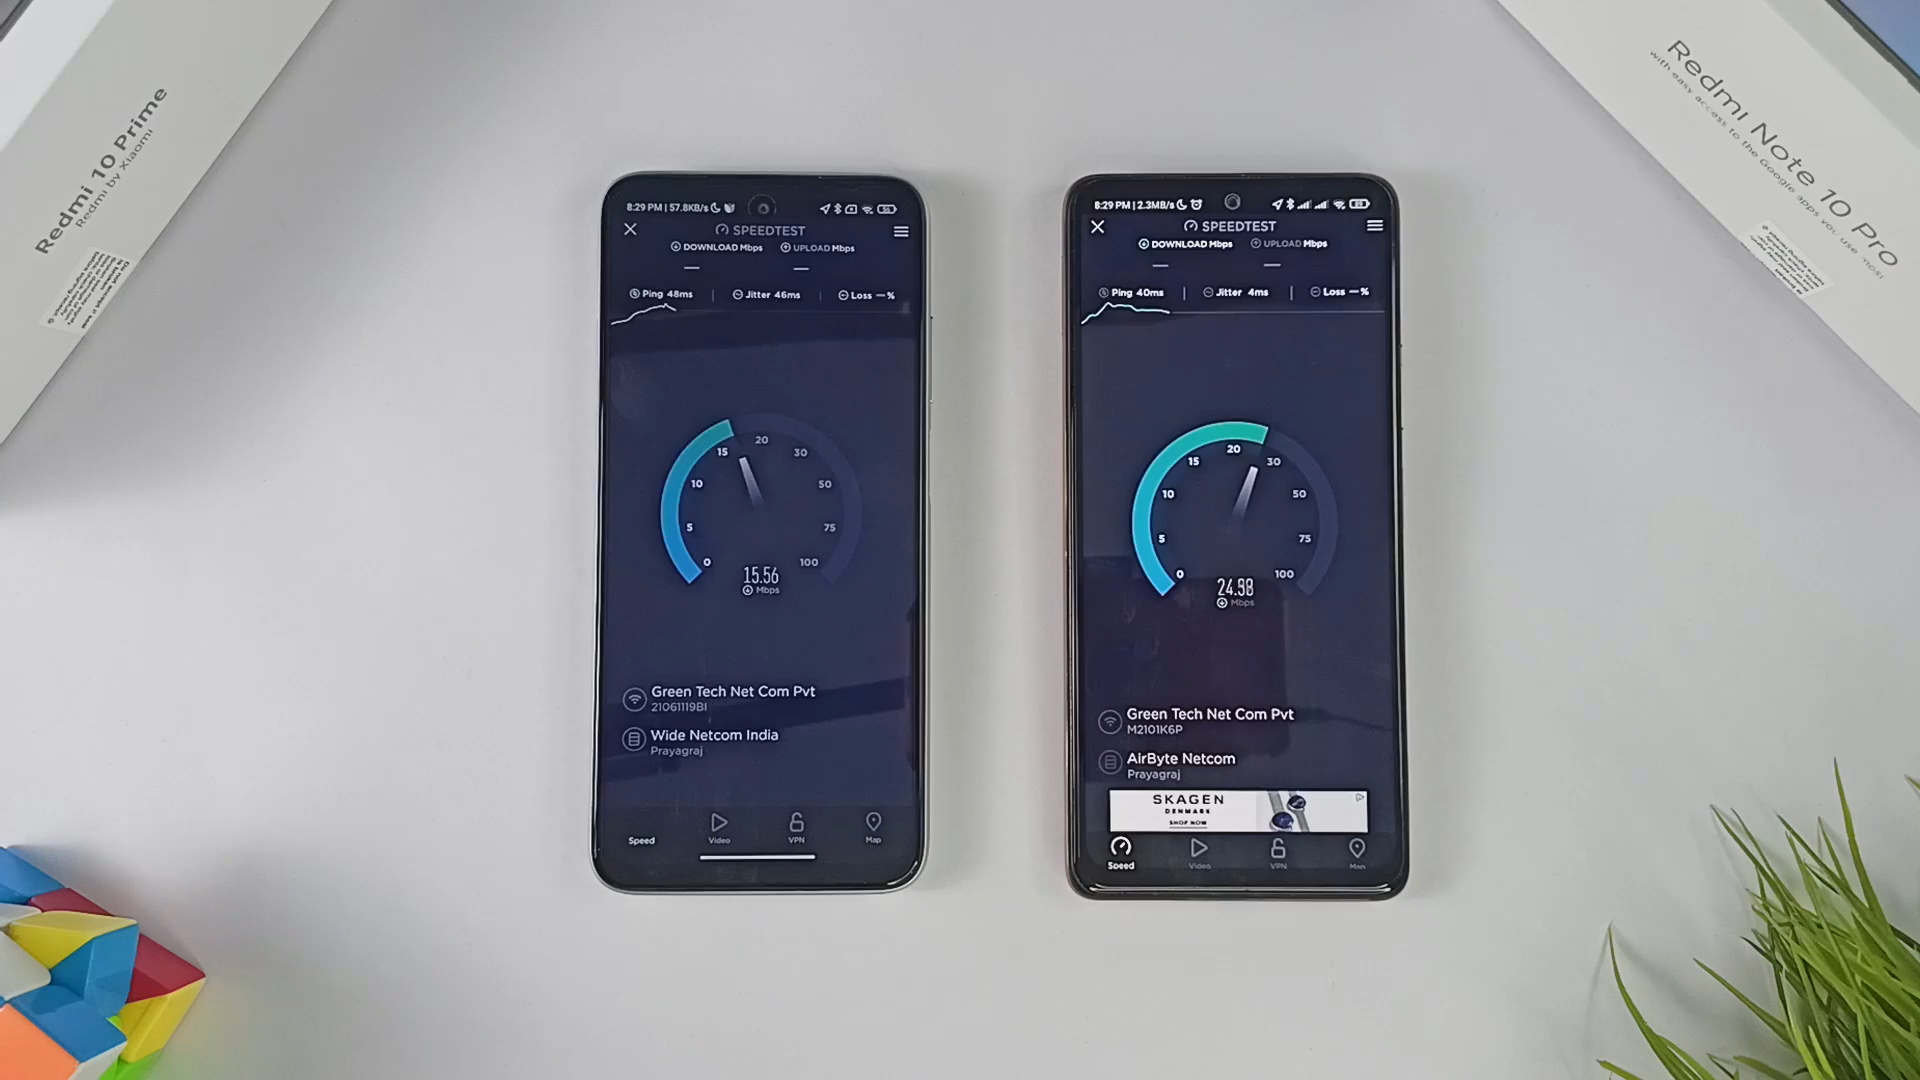 Redmi 10 Prime
Redmi by Xiaomi
Redmi Note 10 Pro
with easy access to the Google apps you use most
8:29 PM | 57.8KB/s
SPEEDTEST
DOWNLOAD Mbps UPLOAD Mbps
— —
Ping 48ms | Jitter 46ms | Loss —%
20
15 30
10 50
5 75
0 100
15.56
Mbps
Green Tech Net Com Pvt
21061119BI
Wide Netcom India
Prayagraj
Speed Video VPN Map
8:29 PM | 2.3MB/s
SPEEDTEST
DOWNLOAD Mbps UPLOAD Mbps
— —
Ping 40ms | Jitter 4ms | Loss —%
20
15 30
10 50
5 75
0 100
24.98
Mbps
Green Tech Net Com Pvt
M2101K6P
AirByte Netcom
Prayagraj
SKAGEN
DENMARK
SHOP NOW
Speed Video VPN Map